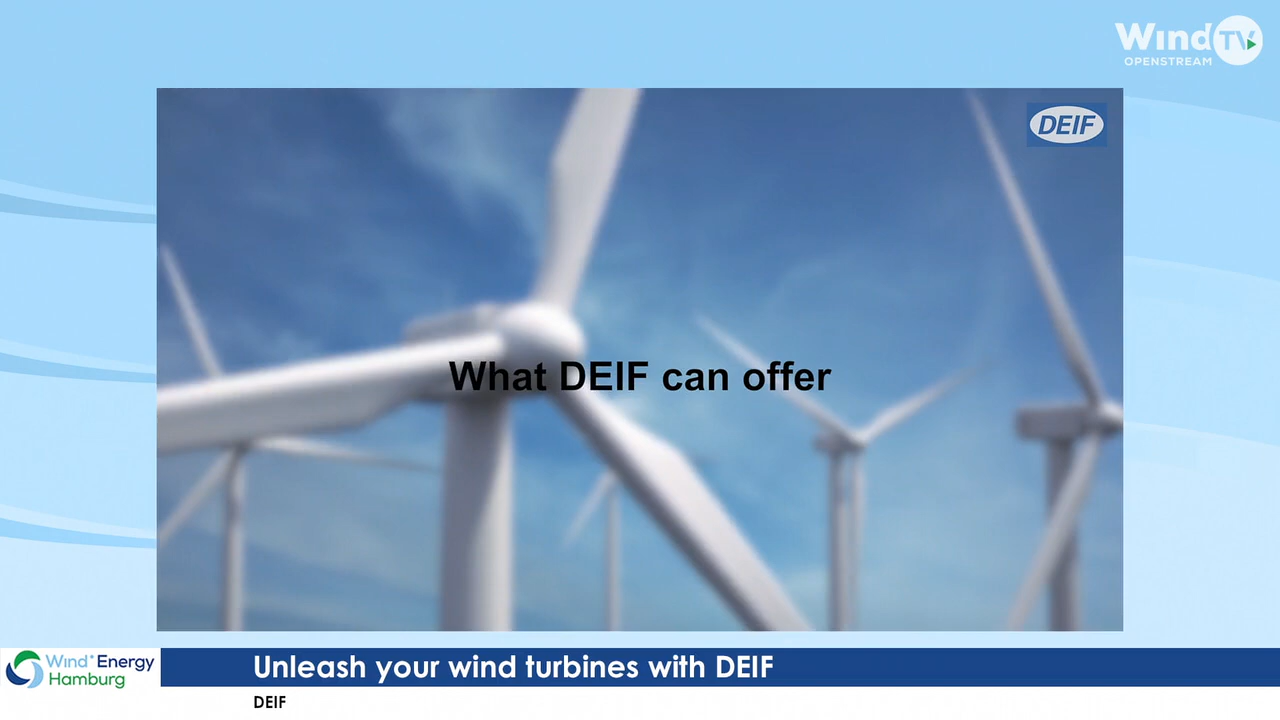 WindTV
OPENSTREAM
DEIF
What DEIF can offer
Wind Energy
Hamburg
Unleash your wind turbines with DEIF
DEIF